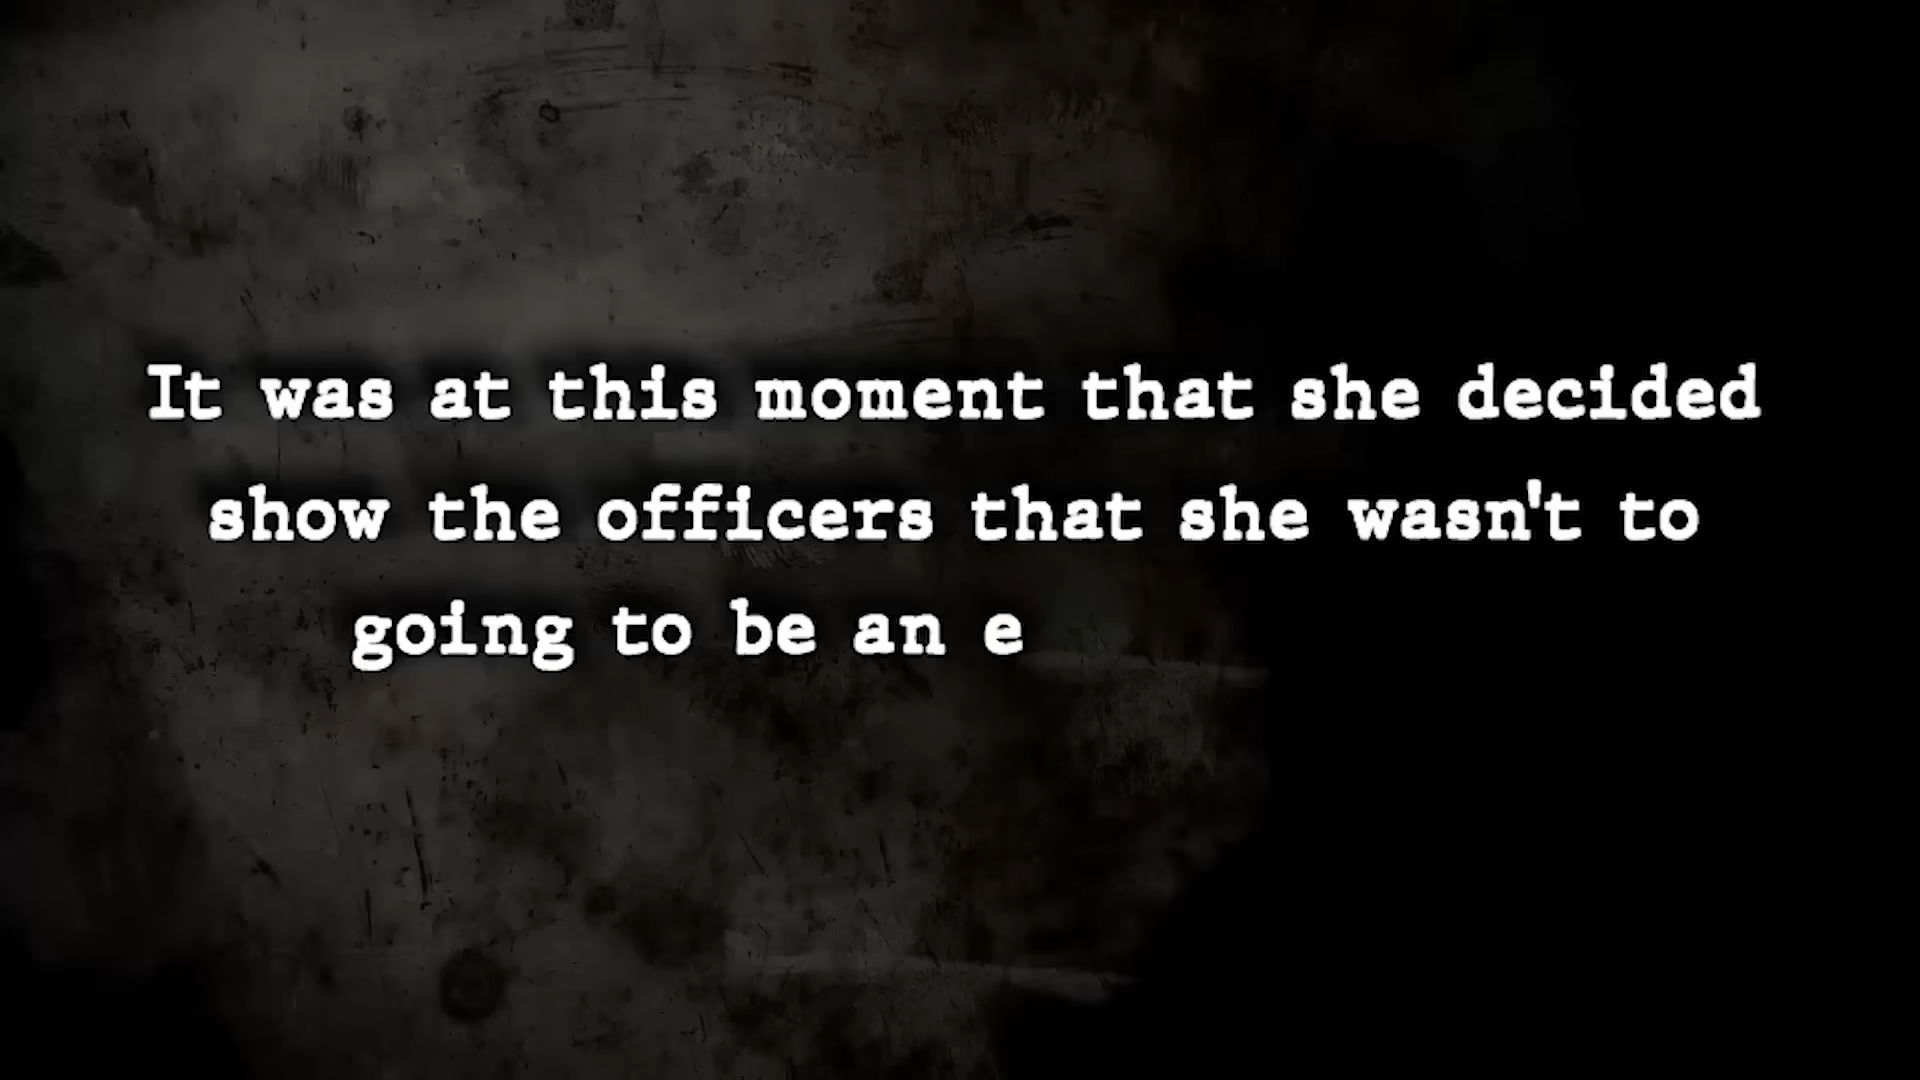 It was at this moment that she decided
show the officers that she wasn't to
going to be an e